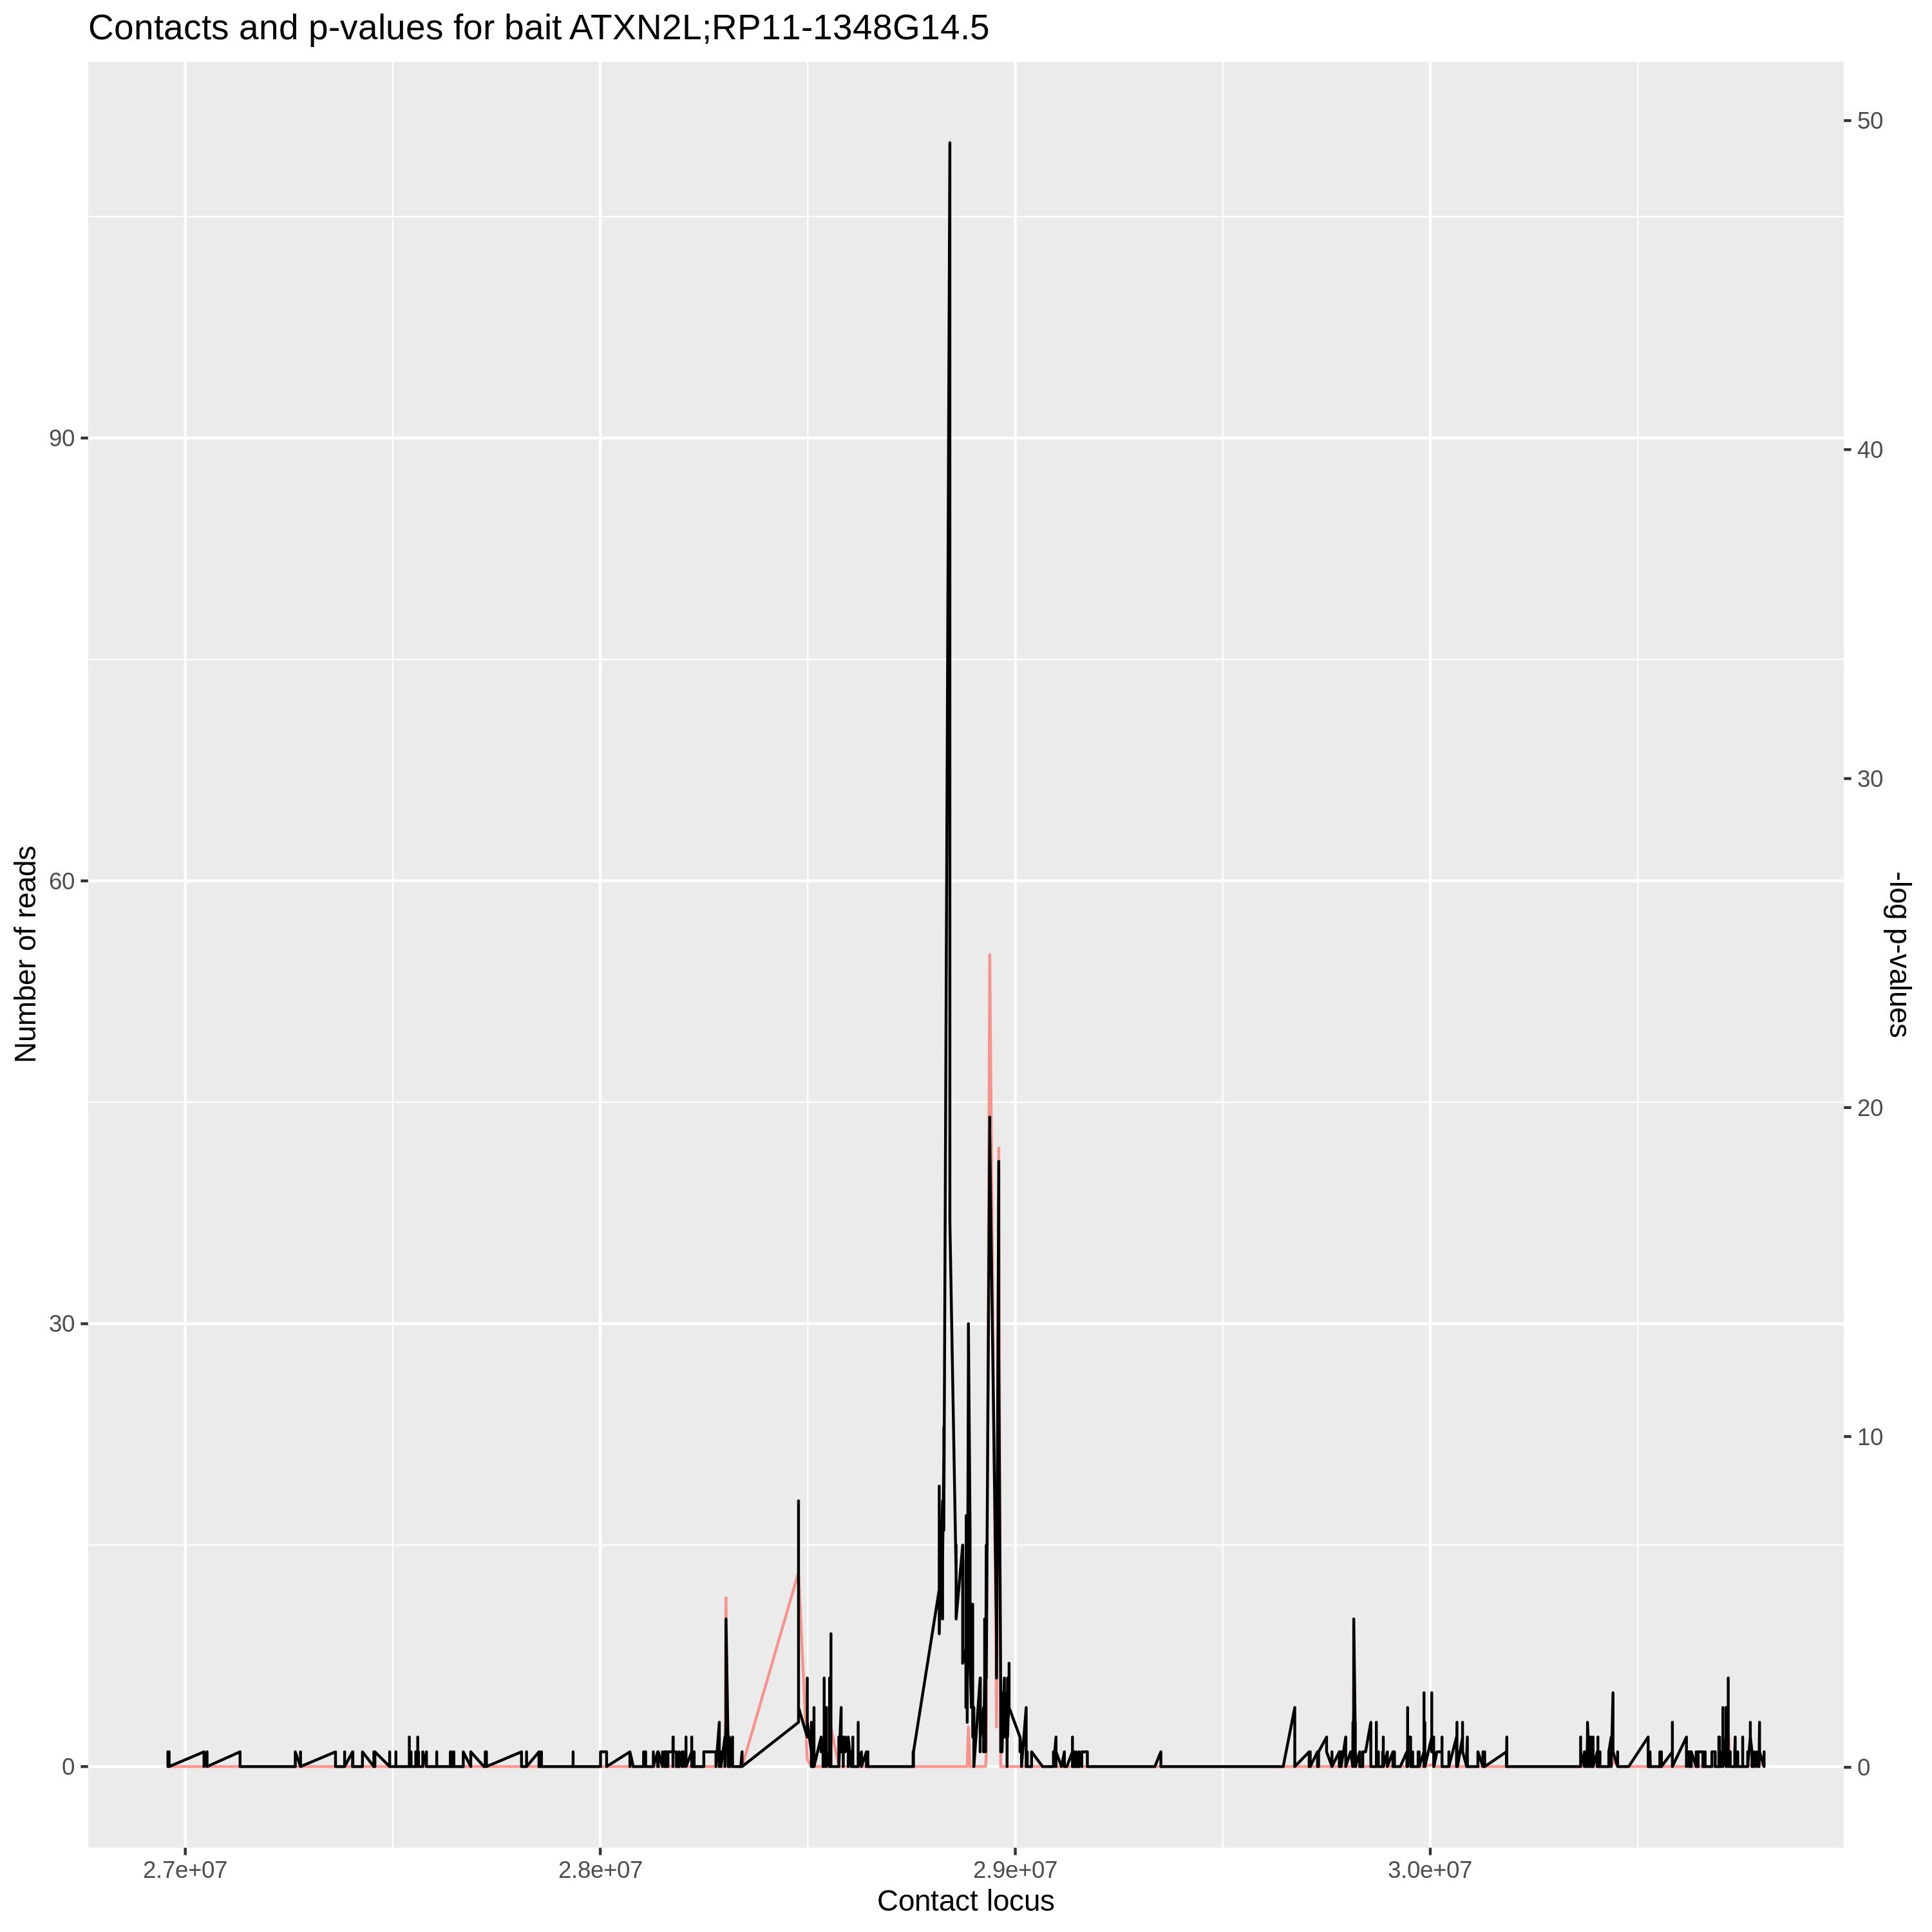 Contacts and p-values for bait ATXN2L;RP11-1348G14.5
Number of reads
90
60
30
0
50
40
30
20
10
0
-log p-values
2.7e+07 2.8e+07 2.9e+07 3.0e+07
Contact locus